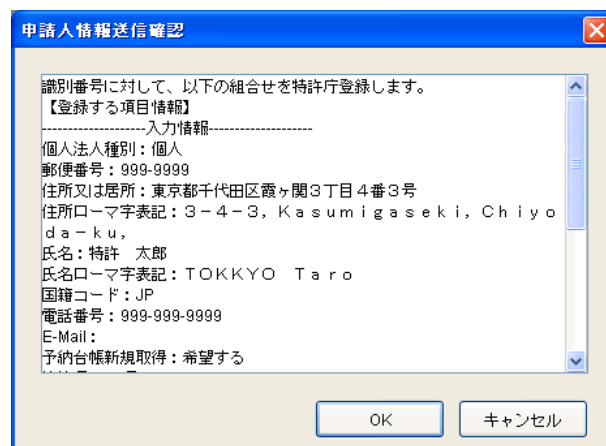 申請人情報送信確認
識別番号に対して、以下の組合せを特許庁登録します。
【登録する項目情報】
--------------------入力情報--------------------
個人法人種別：個人
郵便番号：999-9999
住所又は居所：東京都千代田区霞ヶ関３丁目４番３号
住所ローマ字表記：３－４－３，Ｋａｓｕｍｉｇａｓｅｋｉ，Ｃｈｉｙｏ
ｄａ－ｋｕ，
氏名：特許　太郎
氏名ローマ字表記：ＴＯＫＫＹＯ　Ｔａｒｏ
国籍コード：JP
電話番号：999-999-9999
E-Mail：
予納台帳新規取得：希望する
OK
キャンセル